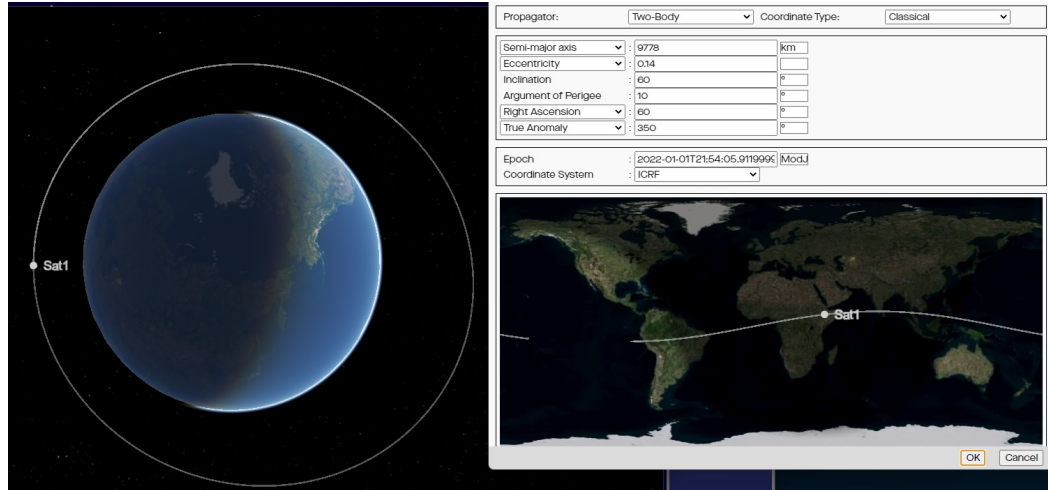 Sat1
Propagator: Two-Body Coordinate Type: Classical
Semi-major axis : 9778 km
Eccentricity : 0.14
Inclination : 60 °
Argument of Perigee : 10 °
Right Ascension : 60 °
True Anomaly : 350 °
Epoch : 2022-01-01T21:54:05.911999 ModJ
Coordinate System : ICRF
Sat1
OK Cancel